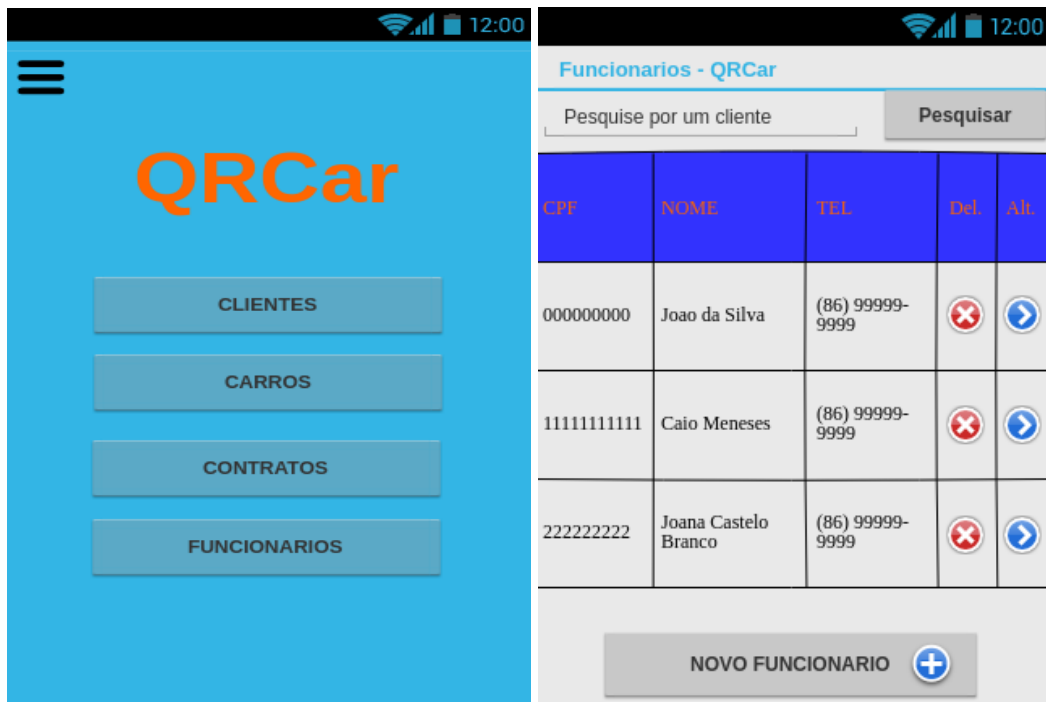 12:00
QRCar
CLIENTES
CARROS
CONTRATOS
FUNCIONARIOS
12:00
Funcionarios - QRCar
Pesquise por um cliente Pesquisar
CPF NOME TEL Del. Alt.
000000000 Joao da Silva (86) 99999-
9999
11111111111 Caio Meneses (86) 99999-
9999
222222222 Joana Castelo
Branco (86) 99999-
9999
NOVO FUNCIONARIO